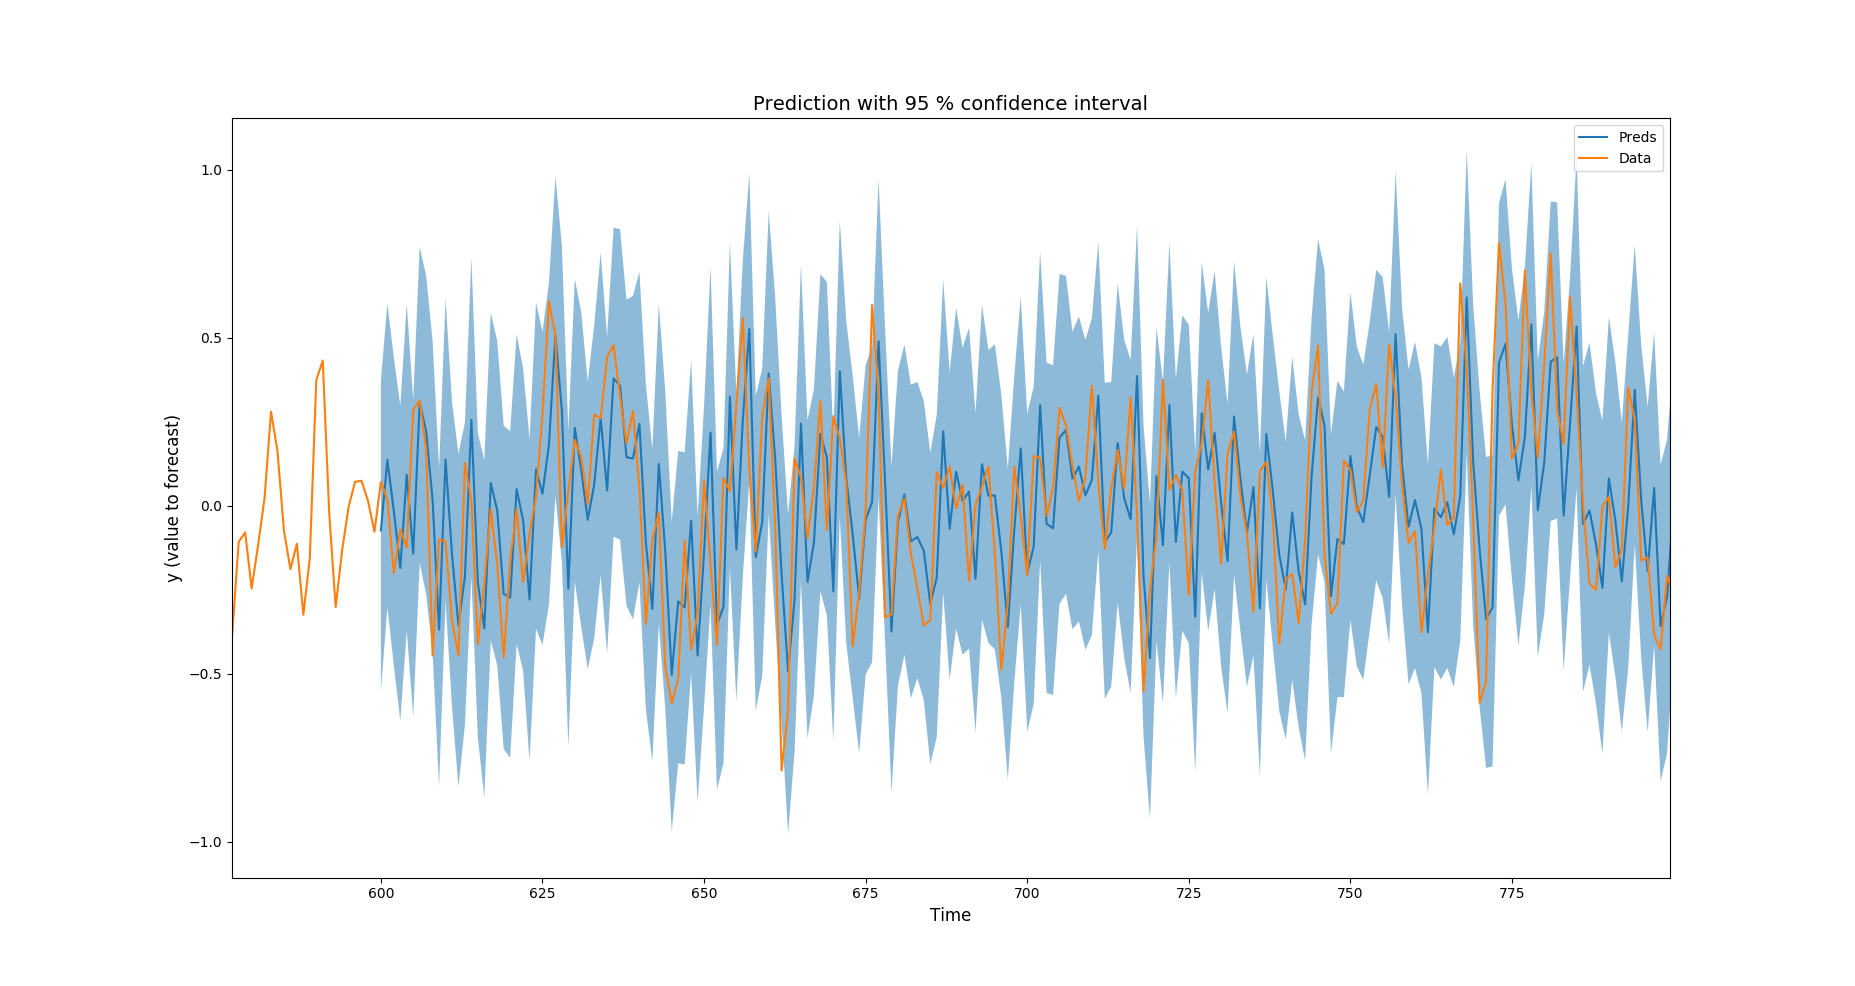 Prediction with 95 % confidence interval
Preds
Data
y (value to forecast)
1.0
0.5
0.0
−0.5
−1.0
600 625 650 675 700 725 750 775
Time